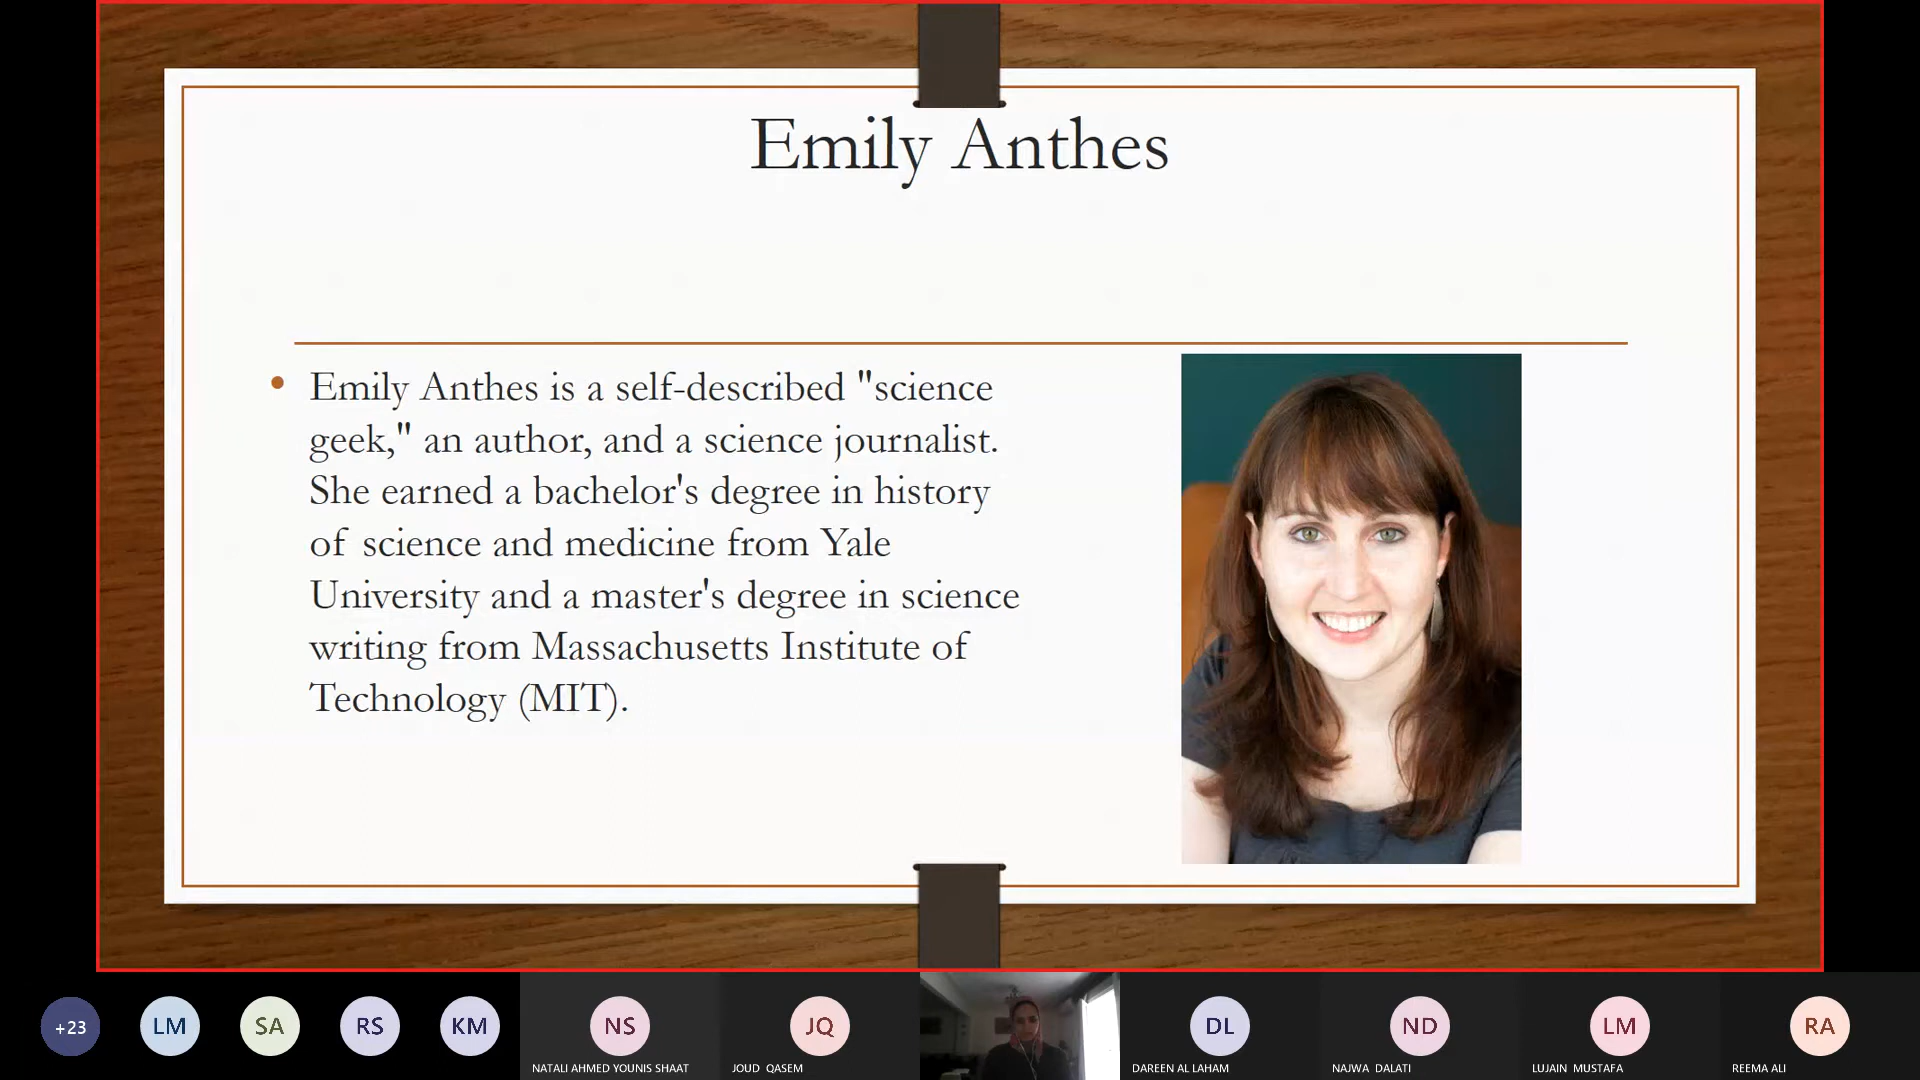 Emily Anthes
• Emily Anthes is a self-described "science
geek," an author, and a science journalist.
She earned a bachelor's degree in history
of science and medicine from Yale
University and a master's degree in science
writing from Massachusetts Institute of
Technology (MIT).
+23
LM
SA
RS
KM
NS
JQ
DL
ND
LM
RA
NATALI AHMED YOUNIS SHAAT
JOUD QASEM
DAREEN AL LAHAM
NAJWA DALATI
LUJAIN MUSTAFA
REEMA ALI